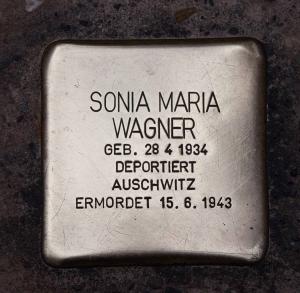 SONIA MARIA
WAGNER
GEB. 28 4 1934
DEPORTIERT
AUSCHWITZ
ERMORDET 15. 6. 1943